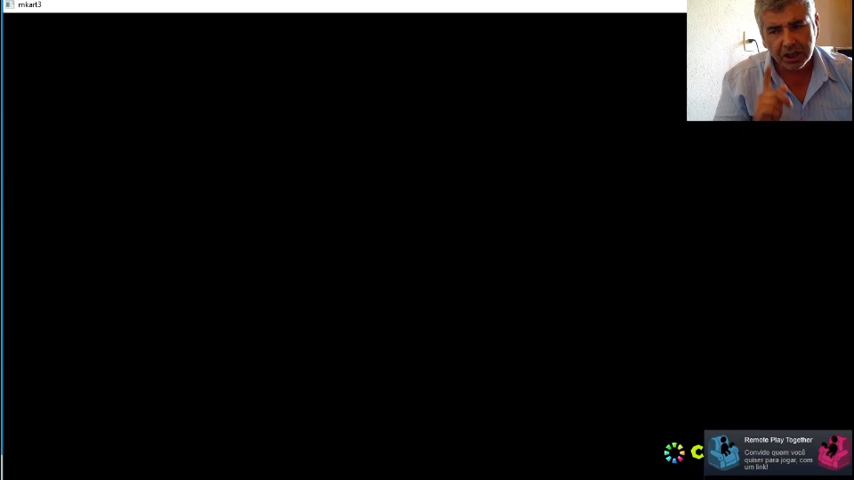 mkart3
Remote Play Together
Convide quem você
quiser para jogar, com
um link!